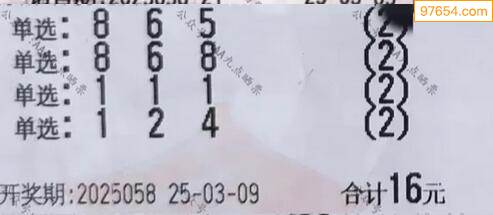 97654.com
单选: 8 6 5 (2)
单选: 8 6 8 (2)
单选: 1 1 1 (2)
单选: 1 2 4 (2)
开奖期:2025058 25-03-09 合计16元